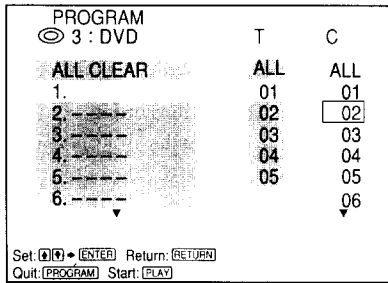 PROGRAM
3 : DVD T C
ALL CLEAR ALL ALL
1. 01 01
2. ---- 02 02
3. ---- 03 03
4. ---- 04 04
5. ---- 05 05
6. ---- 06
Set: ENTER Return: RETURN
Quit: PROGRAM Start: PLAY